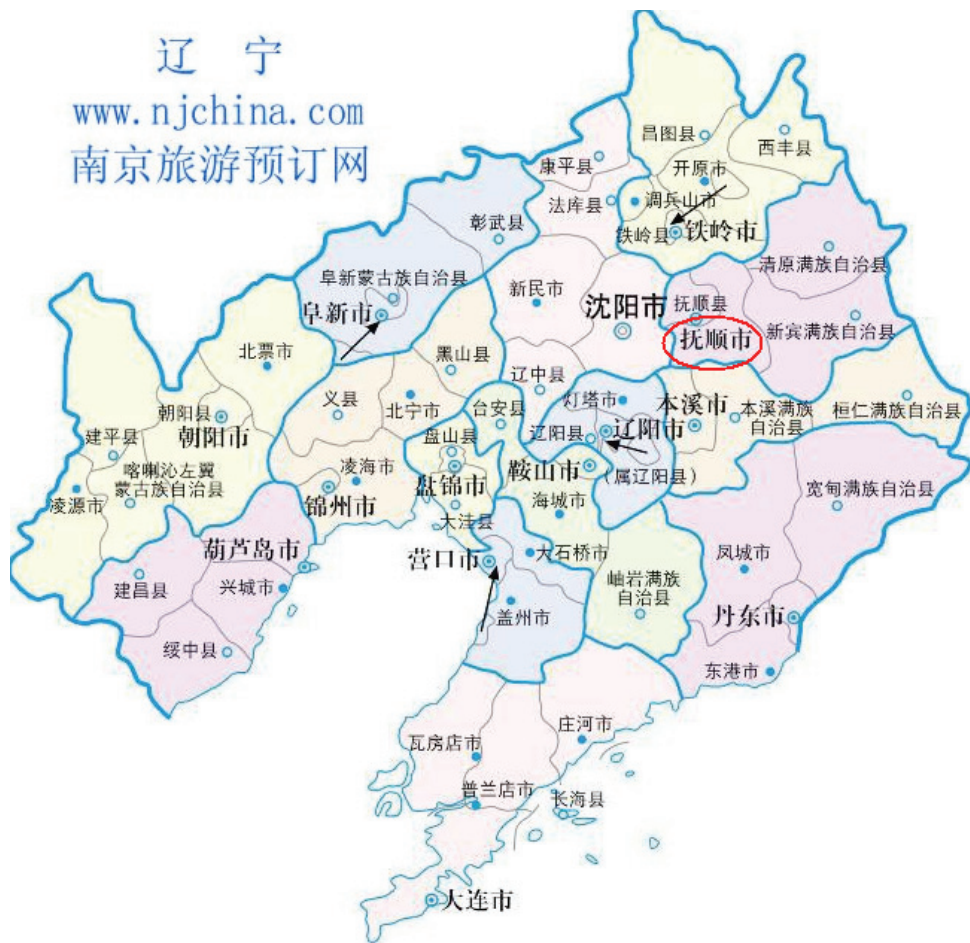 辽 宁
www.njchina.com
南京旅游预订网
昌图县
西丰县
康平县
开原市
调兵山市
法库县
铁岭县
铁岭市
彰武县
清原满族自治县
阜新蒙古族自治县
新民市
沈阳市
抚顺县
阜新市
抚顺市
新宾满族自治县
北票市
黑山县
辽中县
灯塔市
义县
北宁市
台安县
本溪市
本溪满族
自治县
桓仁满族自治县
朝阳县
朝阳市
建平县
盘山县
辽阳县
辽阳市
喀喇沁左翼
蒙古族自治县
凌海市
盘锦市
鞍山市
（属辽阳县）
凌源市
锦州市
大洼县
海城市
宽甸满族自治县
葫芦岛市
营口市
大石桥市
凤城市
建昌县
兴城市
岫岩满族
自治县
盖州市
丹东市
绥中县
东港市
庄河市
瓦房店市
普兰店市
长海县
大连市